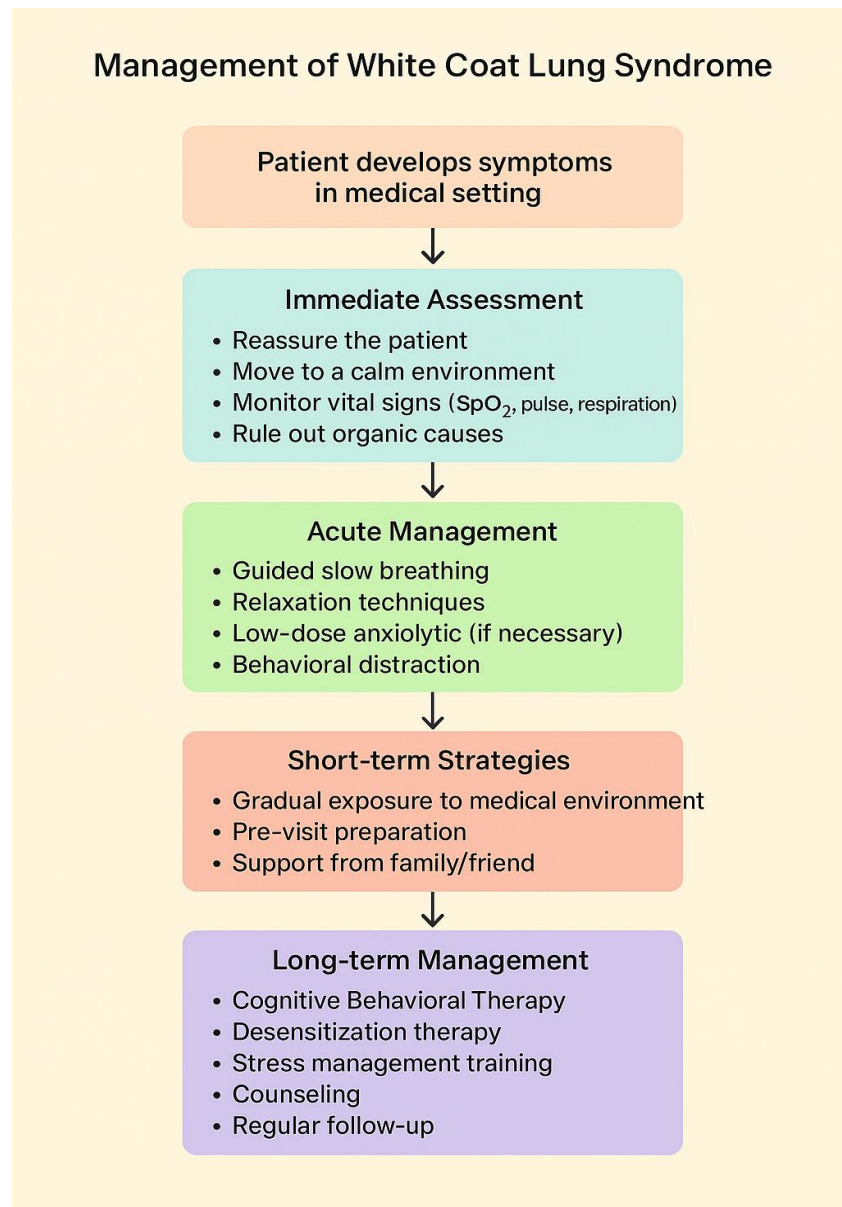 Management of White Coat Lung Syndrome
Patient develops symptoms
in medical setting
Immediate Assessment
• Reassure the patient
• Move to a calm environment
• Monitor vital signs (SpO₂, pulse, respiration)
• Rule out organic causes
Acute Management
• Guided slow breathing
• Relaxation techniques
• Low-dose anxiolytic (if necessary)
• Behavioral distraction
Short-term Strategies
• Gradual exposure to medical environment
• Pre-visit preparation
• Support from family/friend
Long-term Management
• Cognitive Behavioral Therapy
• Desensitization therapy
• Stress management training
• Counseling
• Regular follow-up